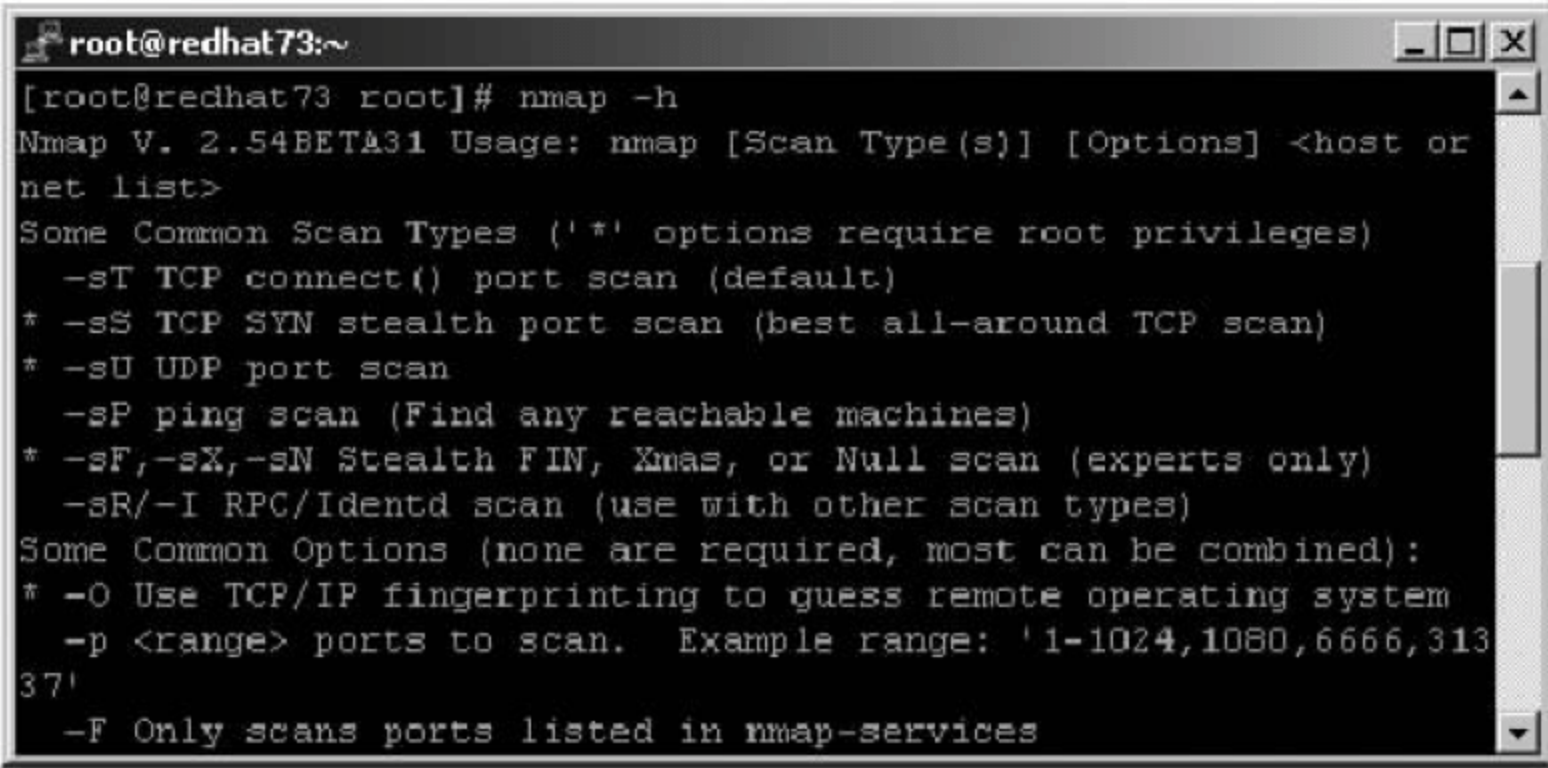 root@redhat73:~
[root@redhat73 root]# nmap -h
Nmap V. 2.54BETA31 Usage: nmap [Scan Type(s)] [Options] <host or
net list>
Some Common Scan Types ('*' options require root privileges)
  -sT TCP connect() port scan (default)
* -sS TCP SYN stealth port scan (best all-around TCP scan)
* -sU UDP port scan
  -sP ping scan (Find any reachable machines)
* -sF,-sX,-sN Stealth FIN, Xmas, or Null scan (experts only)
  -sR/-I RPC/Identd scan (use with other scan types)
Some Common Options (none are required, most can be combined):
* -O Use TCP/IP fingerprinting to guess remote operating system
  -p <range> ports to scan.  Example range: '1-1024,1080,6666,313
37'
  -F Only scans ports listed in nmap-services